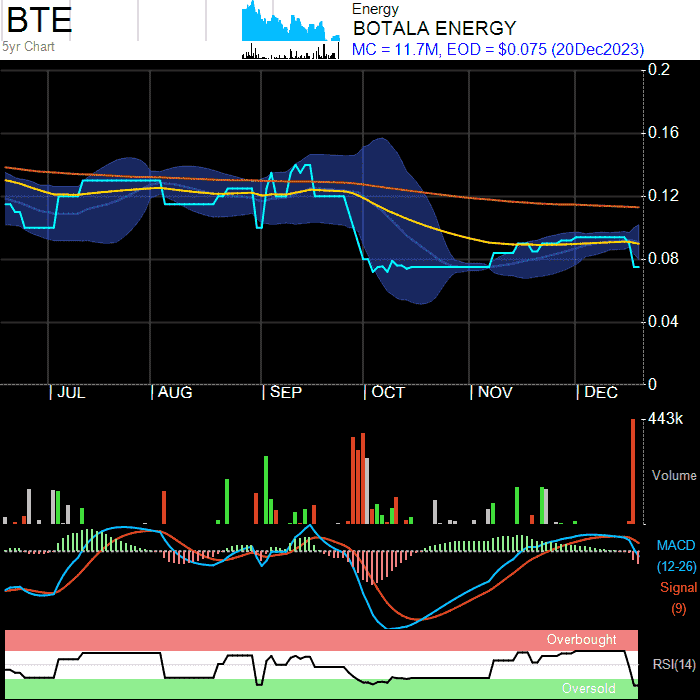 BTE
5yr Chart
Energy
BOTALA ENERGY
MC = 11.7M, EOD = $0.075 (20Dec2023)
0.2
0.16
0.12
0.08
0.04
0
JUL AUG SEP OCT NOV DEC
443k
Volume
MACD
(12-26)
Signal
(9)
Overbought
RSI(14)
Oversold